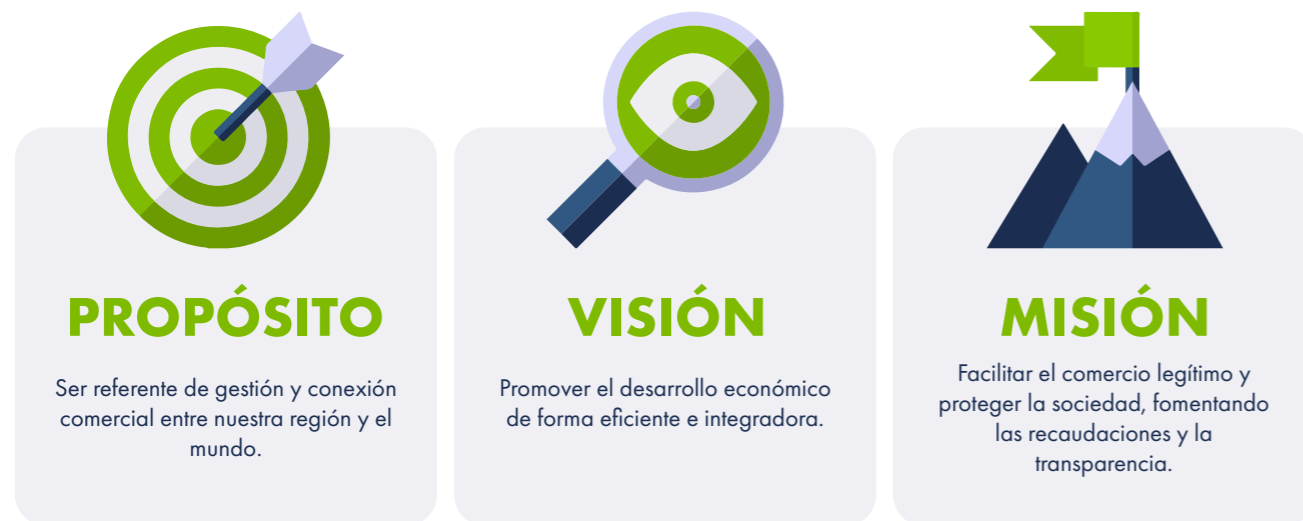 PROPÓSITO
Ser referente de gestión y conexión
comercial entre nuestra región y el
mundo.
VISIÓN
Promover el desarrollo económico
de forma eficiente e integradora.
MISIÓN
Facilitar el comercio legítimo y
proteger la sociedad, fomentando
las recaudaciones y la
transparencia.